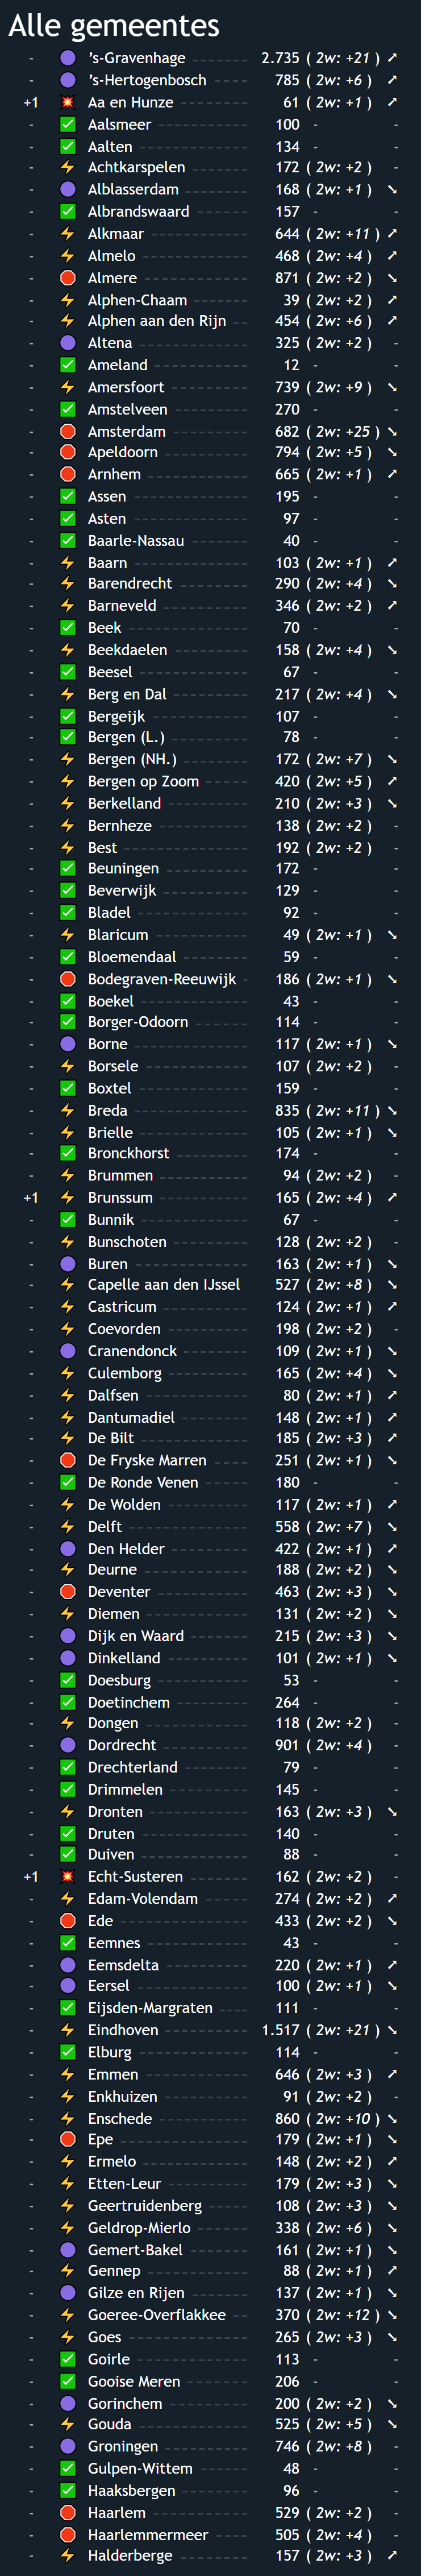 Alle gemeentes
- 's-Gravenhage 2.735 ( 2w: +21 ) ➚
- 's-Hertogenbosch 785 ( 2w: +6 ) ➚
+1 Aa en Hunze 61 ( 2w: +1 ) ➚
- Aalsmeer 100 - -
- Aalten 134 - -
- Achtkarspelen 172 ( 2w: +2 ) -
- Alblasserdam 168 ( 2w: +1 ) ➘
- Albrandswaard 157 - -
- Alkmaar 644 ( 2w: +11 ) ➚
- Almelo 468 ( 2w: +4 ) ➚
- Almere 871 ( 2w: +2 ) ➘
- Alphen-Chaam 39 ( 2w: +2 ) ➚
- Alphen aan den Rijn 454 ( 2w: +6 ) ➚
- Altena 325 ( 2w: +2 ) -
- Ameland 12 - -
- Amersfoort 739 ( 2w: +9 ) ➘
- Amstelveen 270 - -
- Amsterdam 682 ( 2w: +25 ) ➘
- Apeldoorn 794 ( 2w: +5 ) ➘
- Arnhem 665 ( 2w: +1 ) ➚
- Assen 195 - -
- Asten 97 - -
- Baarle-Nassau 40 - -
- Baarn 103 ( 2w: +1 ) ➚
- Barendrecht 290 ( 2w: +4 ) ➘
- Barneveld 346 ( 2w: +2 ) ➚
- Beek 70 - -
- Beekdaelen 158 ( 2w: +4 ) ➘
- Beesel 67 - -
- Berg en Dal 217 ( 2w: +4 ) ➘
- Bergeijk 107 - -
- Bergen (L.) 78 - -
- Bergen (NH.) 172 ( 2w: +7 ) ➘
- Bergen op Zoom 420 ( 2w: +5 ) ➚
- Berkelland 210 ( 2w: +3 ) ➘
- Bernheze 138 ( 2w: +2 ) -
- Best 192 ( 2w: +2 ) -
- Beuningen 172 - -
- Beverwijk 129 - -
- Bladel 92 - -
- Blaricum 49 ( 2w: +1 ) ➘
- Bloemendaal 59 - -
- Bodegraven-Reeuwijk 186 ( 2w: +1 ) ➘
- Boekel 43 - -
- Borger-Odoorn 114 - -
- Borne 117 ( 2w: +1 ) ➘
- Borsele 107 ( 2w: +2 ) -
- Boxtel 159 - -
- Breda 835 ( 2w: +11 ) ➘
- Brielle 105 ( 2w: +1 ) ➘
- Bronckhorst 174 - -
- Brummen 94 ( 2w: +2 ) -
+1 Brunssum 165 ( 2w: +4 ) ➚
- Bunnik 67 - -
- Bunschoten 128 ( 2w: +2 ) -
- Buren 163 ( 2w: +1 ) ➘
- Capelle aan den IJssel 527 ( 2w: +8 ) ➘
- Castricum 124 ( 2w: +1 ) ➚
- Coevorden 198 ( 2w: +2 ) -
- Cranendonck 109 ( 2w: +1 ) ➘
- Culemborg 165 ( 2w: +4 ) ➘
- Dalfsen 80 ( 2w: +1 ) ➚
- Dantumadiel 148 ( 2w: +1 ) ➚
- De Bilt 185 ( 2w: +3 ) ➚
- De Fryske Marren 251 ( 2w: +1 ) ➘
- De Ronde Venen 180 - -
- De Wolden 117 ( 2w: +1 ) ➚
- Delft 558 ( 2w: +7 ) ➘
- Den Helder 422 ( 2w: +1 ) ➚
- Deurne 188 ( 2w: +2 ) ➘
- Deventer 463 ( 2w: +3 ) ➘
- Diemen 131 ( 2w: +2 ) ➘
- Dijk en Waard 215 ( 2w: +3 ) ➘
- Dinkelland 101 ( 2w: +1 ) ➘
- Doesburg 53 - -
- Doetinchem 264 - -
- Dongen 118 ( 2w: +2 ) -
- Dordrecht 901 ( 2w: +4 ) -
- Drechterland 79 - -
- Drimmelen 145 - -
- Dronten 163 ( 2w: +3 ) ➘
- Druten 140 - -
- Duiven 88 - -
+1 Echt-Susteren 162 ( 2w: +2 ) -
- Edam-Volendam 274 ( 2w: +2 ) ➚
- Ede 433 ( 2w: +2 ) ➘
- Eemnes 43 - -
- Eemsdelta 220 ( 2w: +1 ) ➚
- Eersel 100 ( 2w: +1 ) ➘
- Eijsden-Margraten 111 - -
- Eindhoven 1.517 ( 2w: +21 ) ➘
- Elburg 114 - -
- Emmen 646 ( 2w: +3 ) ➚
- Enkhuizen 91 ( 2w: +2 ) -
- Enschede 860 ( 2w: +10 ) ➘
- Epe 179 ( 2w: +1 ) ➘
- Ermelo 148 ( 2w: +2 ) ➚
- Etten-Leur 179 ( 2w: +3 ) ➘
- Geertruidenberg 108 ( 2w: +3 ) ➘
- Geldrop-Mierlo 338 ( 2w: +6 ) ➘
- Gemert-Bakel 161 ( 2w: +1 ) ➘
- Gennep 88 ( 2w: +1 ) ➚
- Gilze en Rijen 137 ( 2w: +1 ) ➘
- Goeree-Overflakkee 370 ( 2w: +12 ) ➘
- Goes 265 ( 2w: +3 ) ➘
- Goirle 113 - -
- Gooise Meren 206 - -
- Gorinchem 200 ( 2w: +2 ) ➘
- Gouda 525 ( 2w: +5 ) ➘
- Groningen 746 ( 2w: +8 ) -
- Gulpen-Wittem 48 - -
- Haaksbergen 96 - -
- Haarlem 529 ( 2w: +2 ) -
- Haarlemmermeer 505 ( 2w: +4 ) -
- Halderberge 157 ( 2w: +3 ) ➚